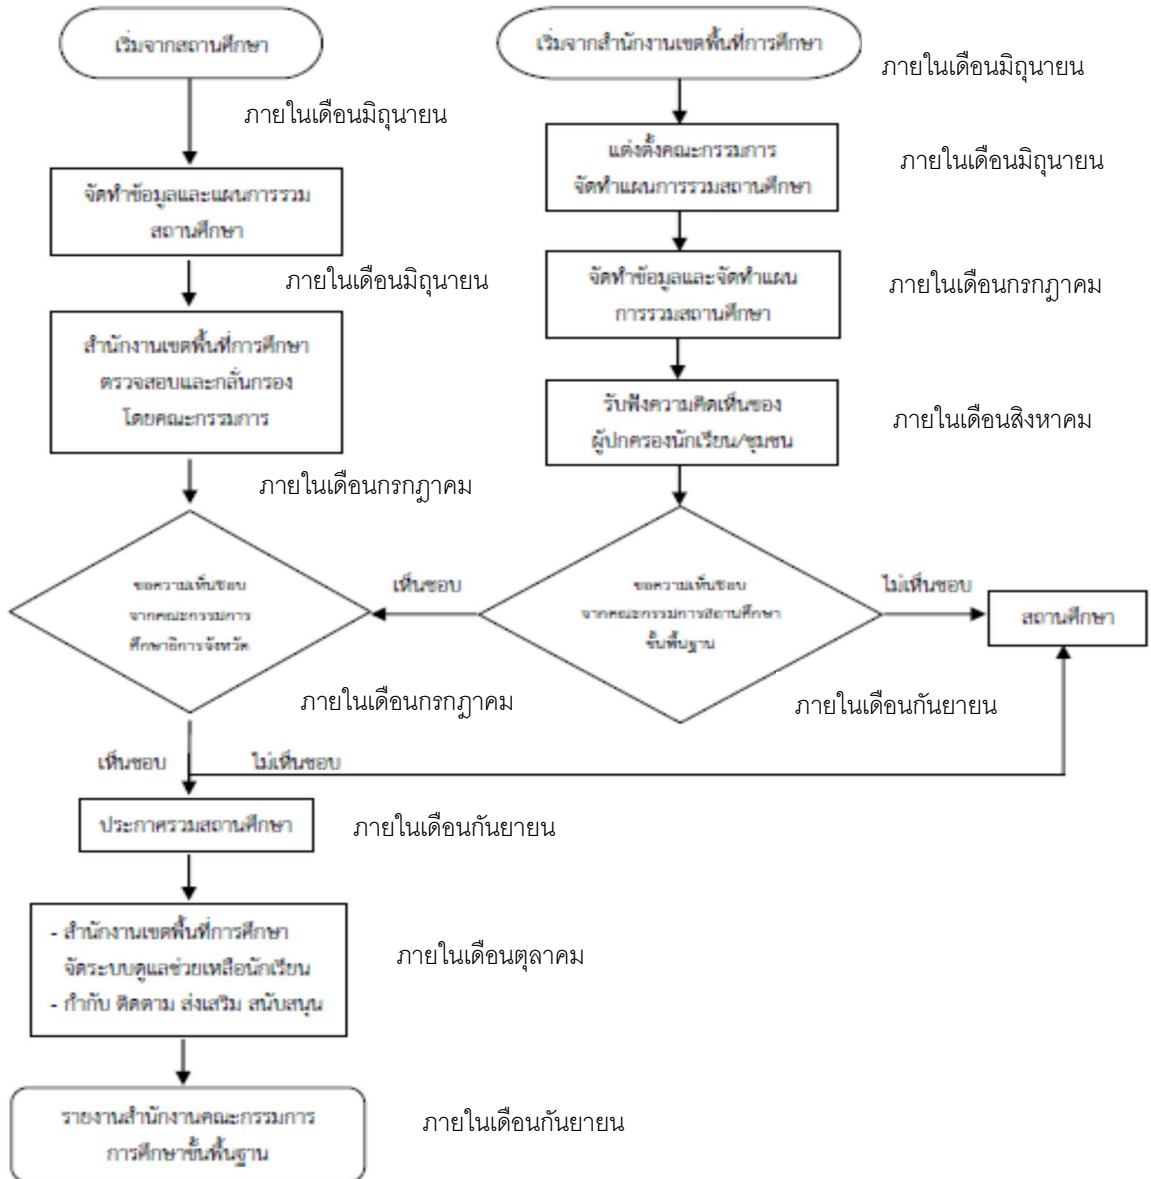 เริ่มจากสถานศึกษา
ภายในเดือนมิถุนายน
จัดทำข้อมูลและแผนการรวม
สถานศึกษา
ภายในเดือนมิถุนายน
สำนักงานเขตพื้นที่การศึกษา
ตรวจสอบและกลั่นกรอง
โดยคณะกรรมการ
ภายในเดือนกรกฎาคม
ขอความเห็นชอบ
จากคณะกรรมการ
ศึกษาธิการจังหวัด
ภายในเดือนกรกฎาคม
เริ่มจากสำนักงานเขตพื้นที่การศึกษา
ภายในเดือนมิถุนายน
แต่งตั้งคณะกรรมการ
จัดทำแผนการรวมสถานศึกษา
ภายในเดือนมิถุนายน
จัดทำข้อมูลและจัดทำแผน
การรวมสถานศึกษา
ภายในเดือนกรกฎาคม
รับฟังความคิดเห็นของ
ผู้ปกครองนักเรียน/ชุมชน
ภายในเดือนสิงหาคม
ขอความเห็นชอบ
จากคณะกรรมการสถานศึกษา
ขั้นพื้นฐาน
ภายในเดือนกันยายน
เห็นชอบ
ไม่เห็นชอบ
สถานศึกษา
เห็นชอบ
ไม่เห็นชอบ
ประกาศรวมสถานศึกษา
ภายในเดือนกันยายน
- สำนักงานเขตพื้นที่การศึกษา
จัดระบบดูแลช่วยเหลือนักเรียน
- กำกับ ติดตาม ส่งเสริม สนับสนุน
ภายในเดือนตุลาคม
รายงานสำนักงานคณะกรรมการ
การศึกษาขั้นพื้นฐาน
ภายในเดือนกันยายน